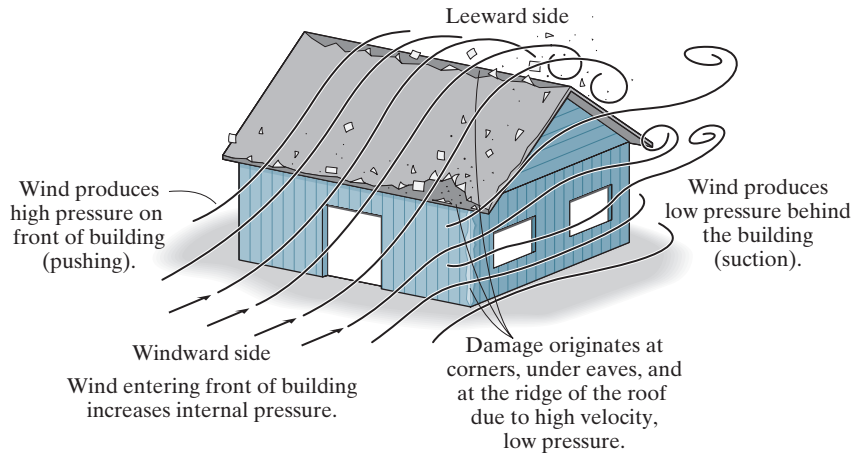 Leeward side
Wind produces
high pressure on
front of building
(pushing).
Wind produces
low pressure behind
the building
(suction).
Windward side
Wind entering front of building
increases internal pressure.
Damage originates at
corners, under eaves, and
at the ridge of the roof
due to high velocity,
low pressure.